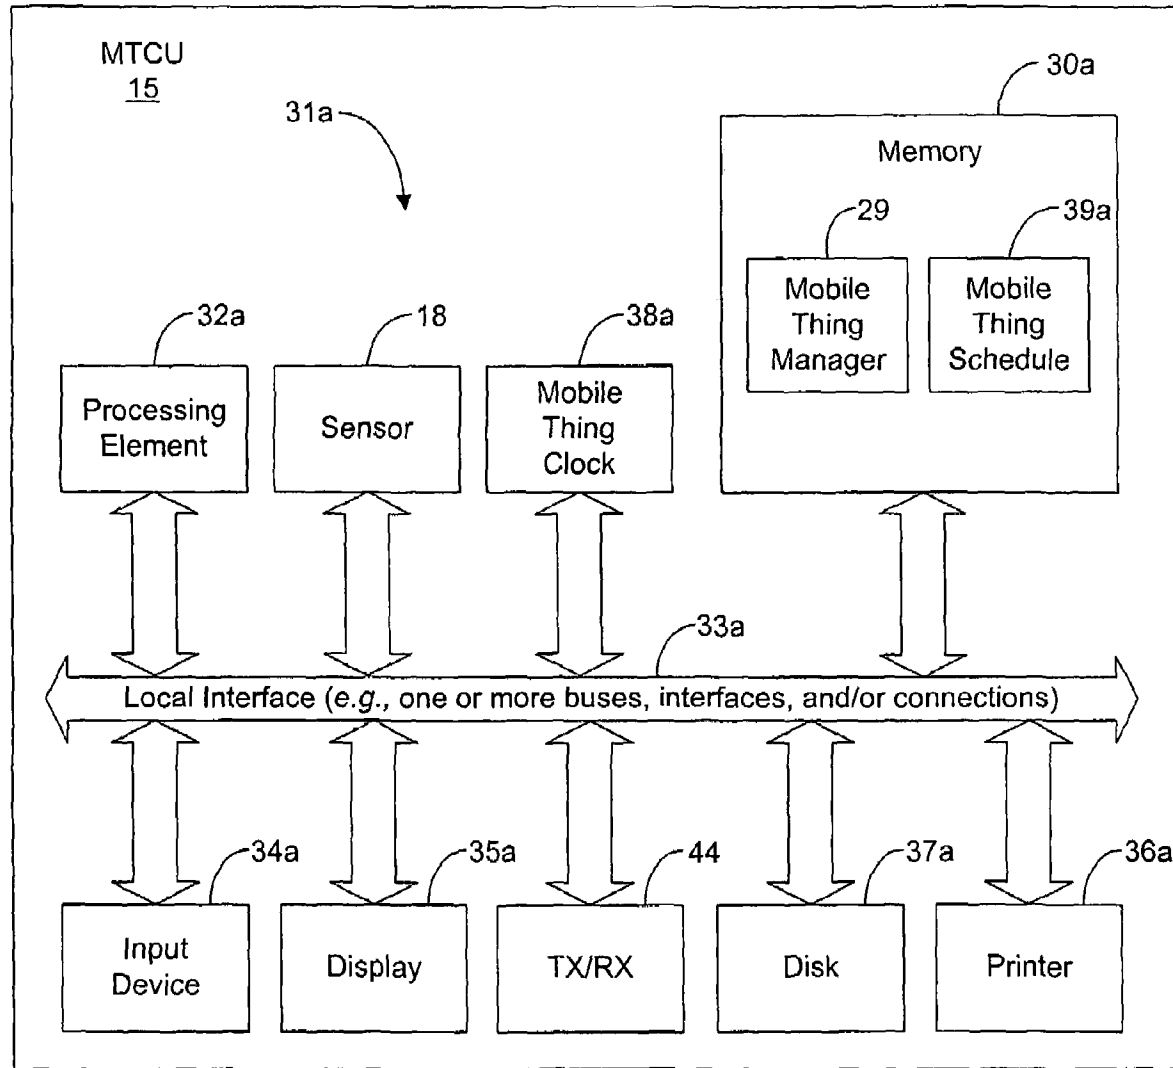 MTCU
15
31a
30a
Memory
29
39a
Mobile
Thing
Manager
Mobile
Thing
Schedule
32a
18
38a
Processing
Element
Sensor
Mobile
Thing
Clock
33a
Local Interface (e.g., one or more buses, interfaces, and/or connections)
34a
35a
44
37a
36a
Input
Device
Display
TX/RX
Disk
Printer